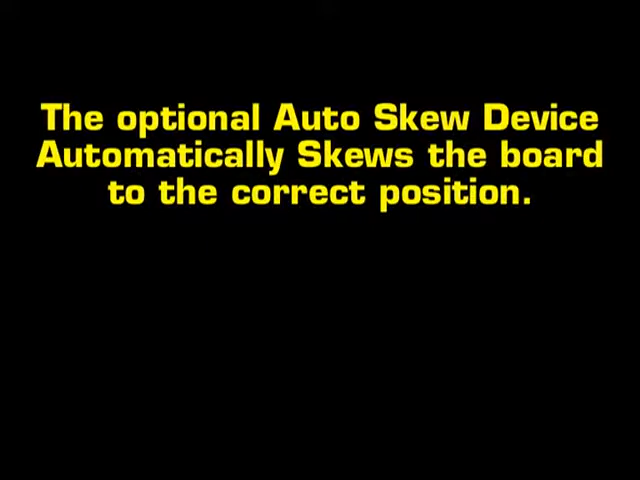 The optional Auto Skew Device
Automatically Skews the board
to the correct position.